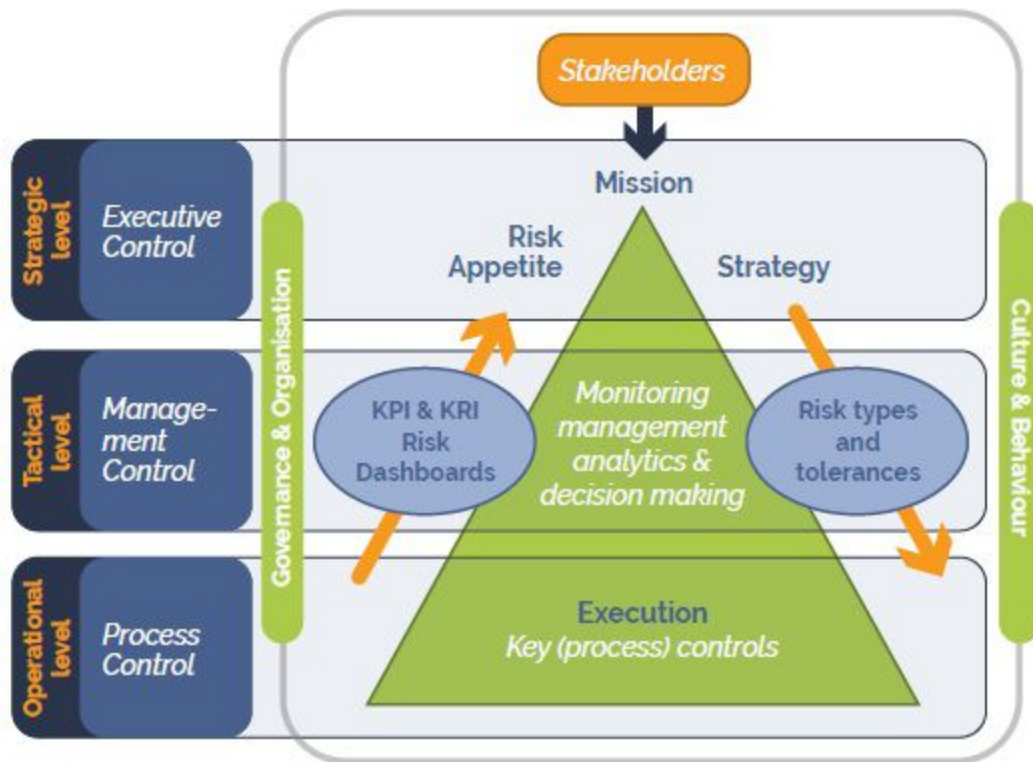 Stakeholders
Mission
Risk
Appetite
Strategy
Strategic
level
Executive
Control
Governance & Organisation
Culture & Behaviour
Tactical level
Manage-
ment
Control
KPI & KRI
Risk
Dashboards
Monitoring
management
analytics &
decision making
Risk types
and
tolerances
Operational
level
Process
Control
Execution
Key (process) controls